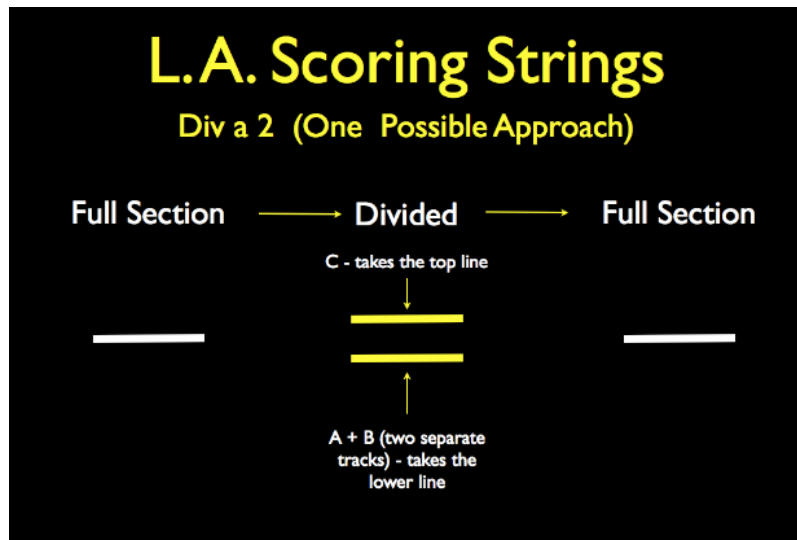 L.A. Scoring Strings
Div a 2 (One Possible Approach)
Full Section
Divided
Full Section
C - takes the top line
A + B (two separate
tracks) - takes the
lower line